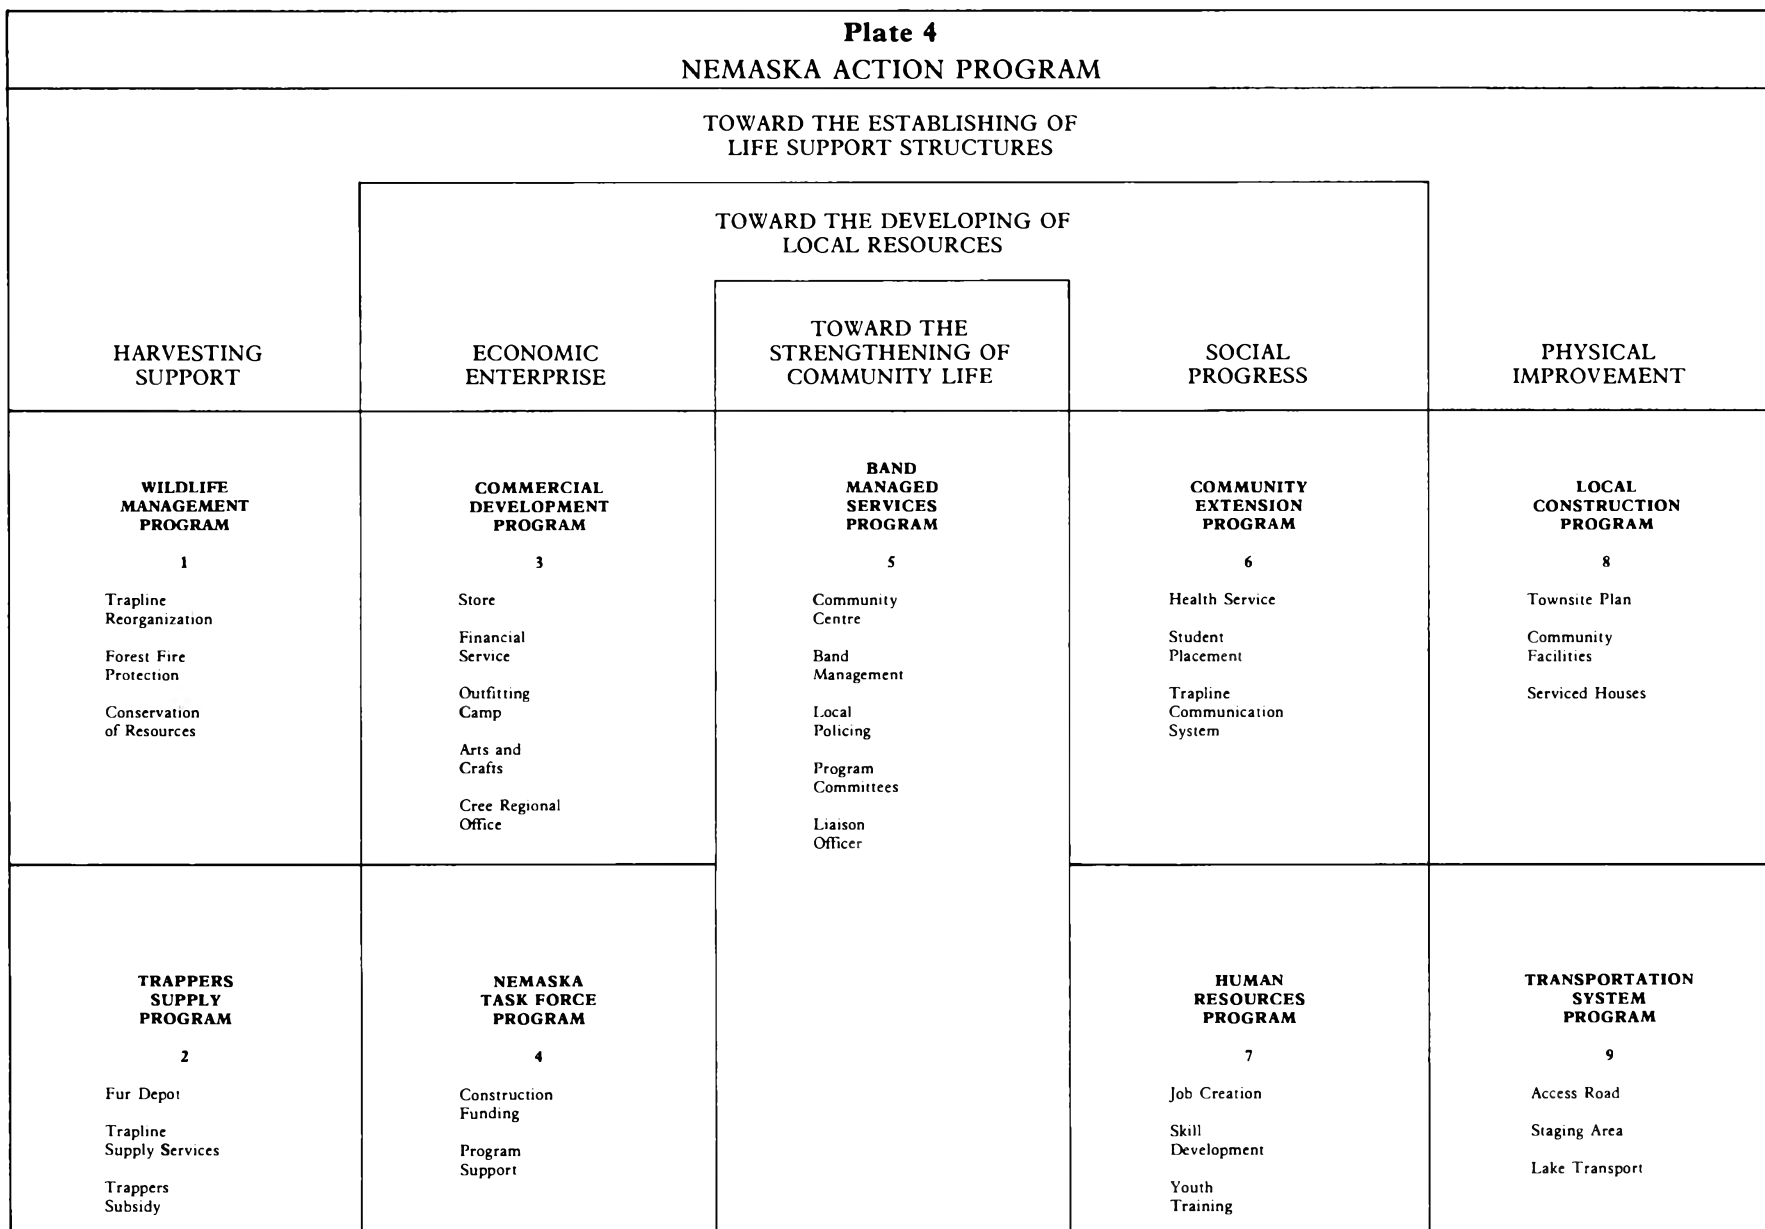 Plate 4
NEMASKA ACTION PROGRAM
TOWARD THE ESTABLISHING OF
LIFE SUPPORT STRUCTURES
TOWARD THE DEVELOPING OF
LOCAL RESOURCES
HARVESTING
SUPPORT
ECONOMIC
ENTERPRISE
TOWARD THE
STRENGTHENING OF
COMMUNITY LIFE
SOCIAL
PROGRESS
PHYSICAL
IMPROVEMENT
WILDLIFE
MANAGEMENT
PROGRAM
1
Trapline
Reorganization
Forest Fire
Protection
Conservation
of Resources
COMMERCIAL
DEVELOPMENT
PROGRAM
3
Store
Financial
Service
Outfitting
Camp
Arts and
Crafts
Cree Regional
Office
BAND
MANAGED
SERVICES
PROGRAM
5
Community
Centre
Band
Management
Local
Policing
Program
Committees
Liaison
Officer
COMMUNITY
EXTENSION
PROGRAM
6
Health Service
Student
Placement
Trapline
Communication
System
LOCAL
CONSTRUCTION
PROGRAM
8
Townsite Plan
Community
Facilities
Serviced Houses
TRAPPERS
SUPPLY
PROGRAM
2
Fur Depot
Trapline
Supply Services
Trappers
Subsidy
NEMASKA
TASK FORCE
PROGRAM
4
Construction
Funding
Program
Support
HUMAN
RESOURCES
PROGRAM
7
Job Creation
Skill
Development
Youth
Training
TRANSPORTATION
SYSTEM
PROGRAM
9
Access Road
Staging Area
Lake Transport